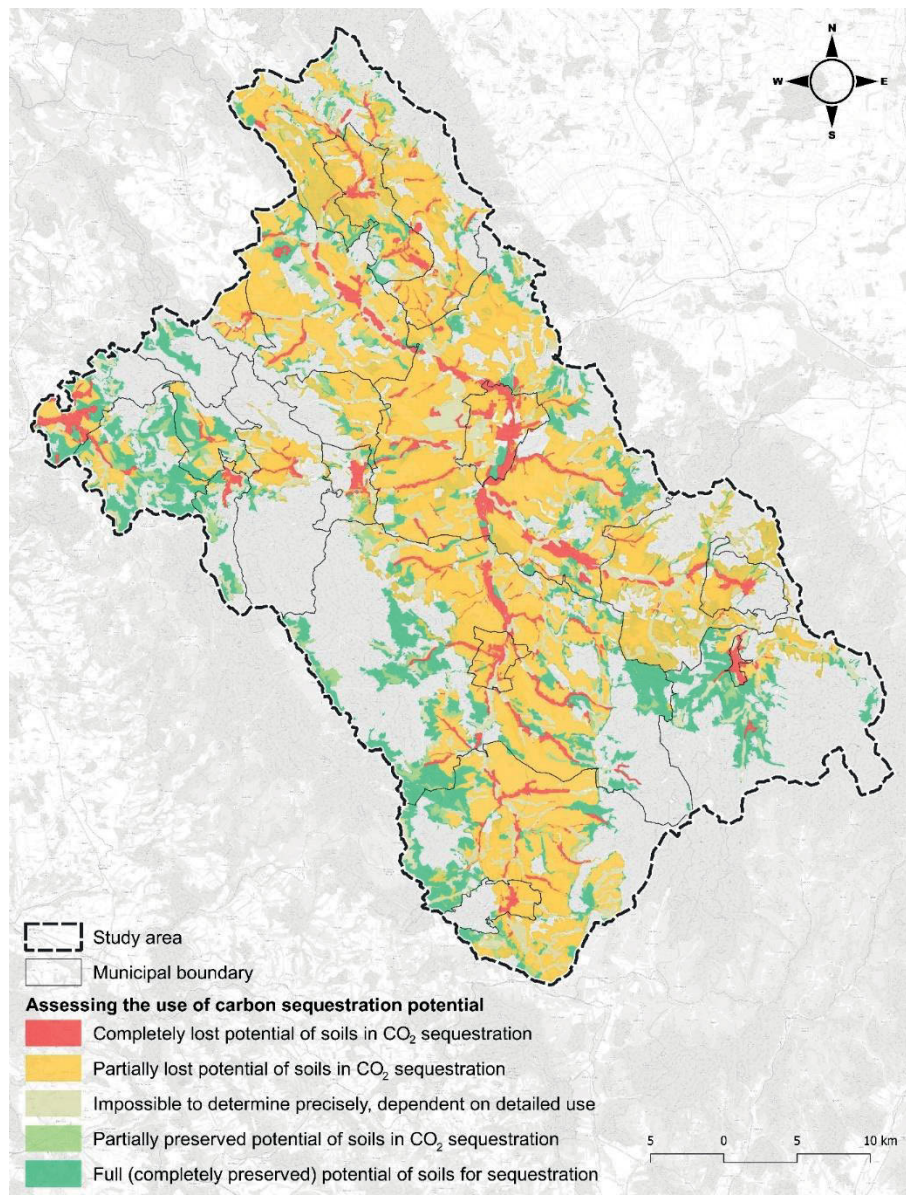 N
W E
S
Study area
Municipal boundary
Assessing the use of carbon sequestration potential
Completely lost potential of soils in CO₂ sequestration
Partially lost potential of soils in CO₂ sequestration
Impossible to determine precisely, dependent on detailed use
Partially preserved potential of soils in CO₂ sequestration
Full (completely preserved) potential of soils for sequestration
5 0 5 10 km